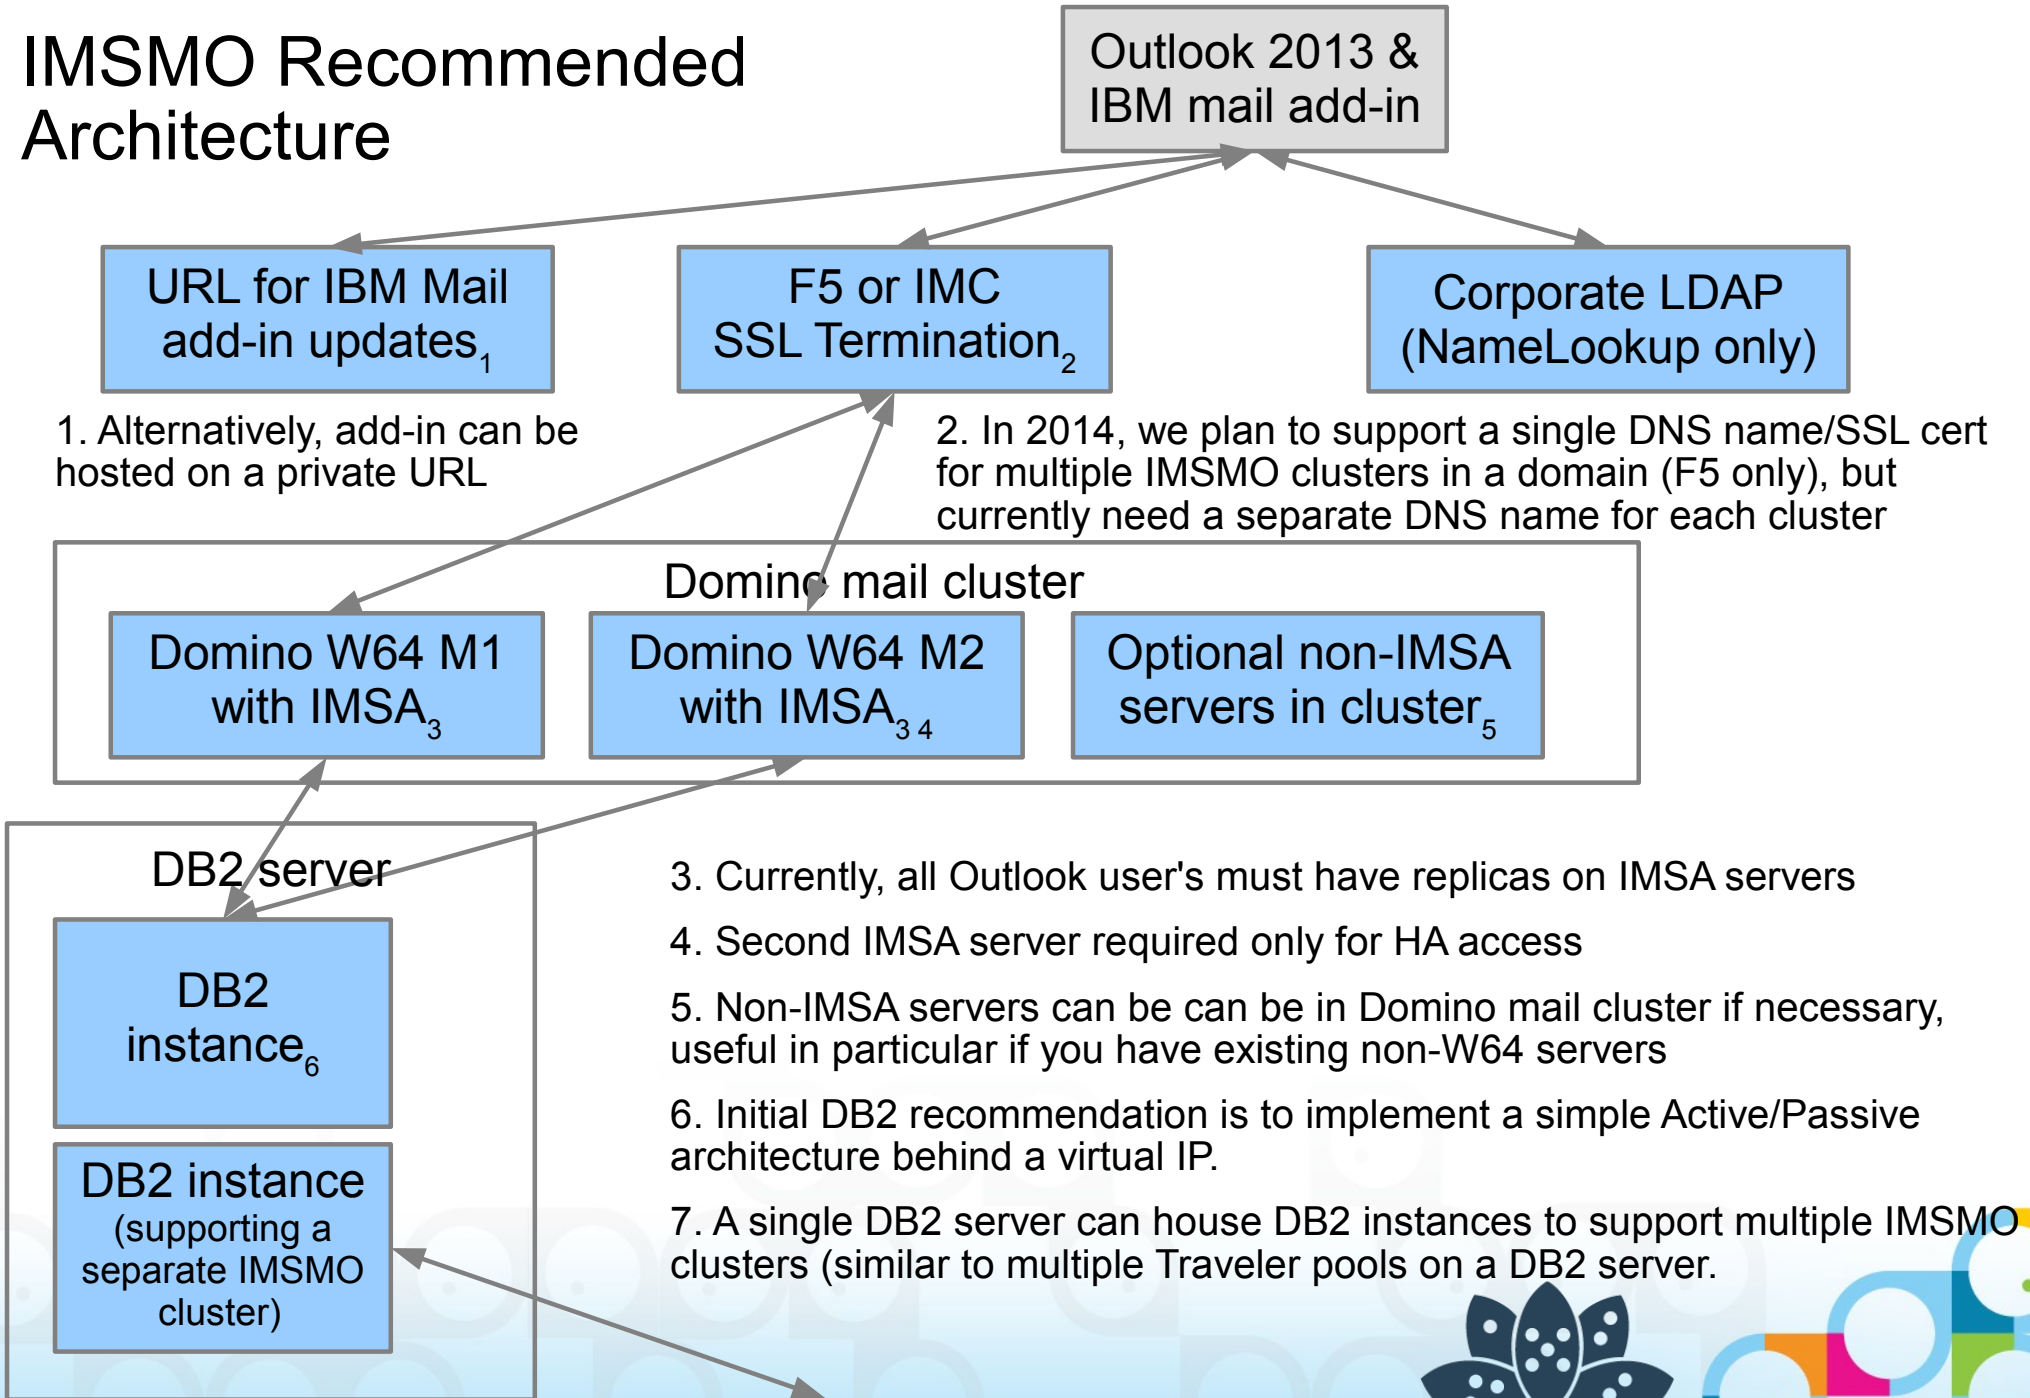 IMSMO Recommended
Architecture
Outlook 2013 &
IBM mail add-in
URL for IBM Mail
add-in updates1
F5 or IMC
SSL Termination2
Corporate LDAP
(NameLookup only)
1. Alternatively, add-in can be
hosted on a private URL
2. In 2014, we plan to support a single DNS name/SSL cert
for multiple IMSMO clusters in a domain (F5 only), but
currently need a separate DNS name for each cluster
Domino mail cluster
Domino W64 M1
with IMSA3
Domino W64 M2
with IMSA3 4
Optional non-IMSA
servers in cluster5
DB2 server
DB2
instance6
DB2 instance
(supporting a
separate IMSMO
cluster)
3. Currently, all Outlook user's must have replicas on IMSA servers
4. Second IMSA server required only for HA access
5. Non-IMSA servers can be can be in Domino mail cluster if necessary,
useful in particular if you have existing non-W64 servers
6. Initial DB2 recommendation is to implement a simple Active/Passive
architecture behind a virtual IP.
7. A single DB2 server can house DB2 instances to support multiple IMSMO
clusters (similar to multiple Traveler pools on a DB2 server.